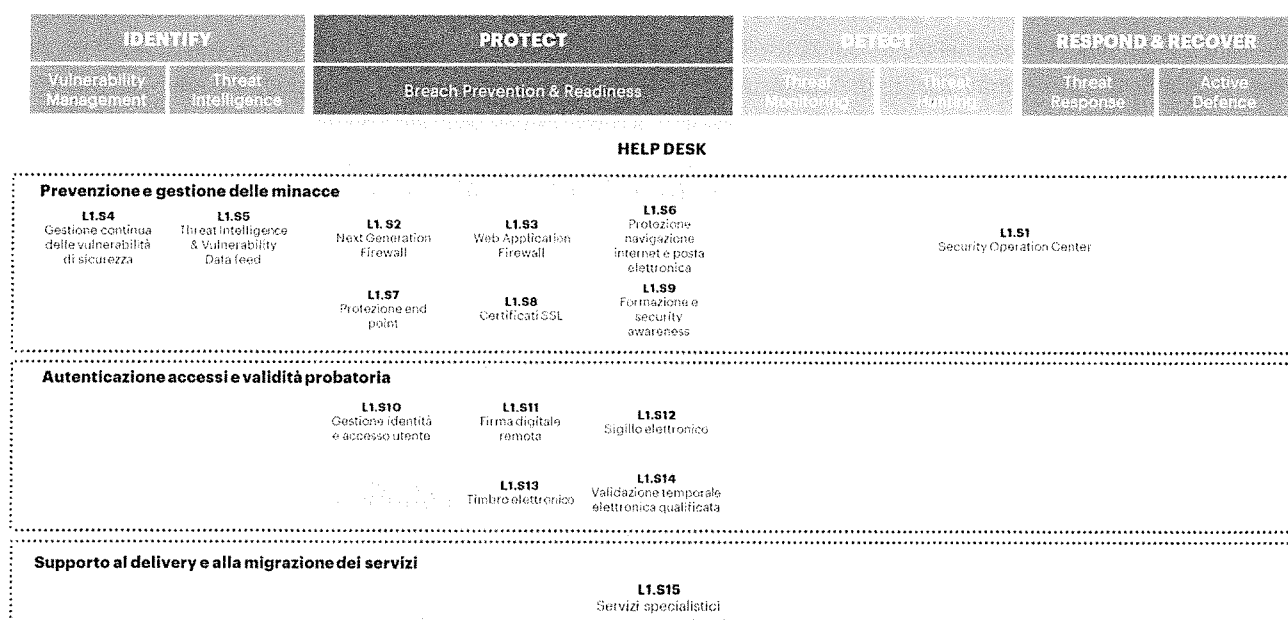 IDENTIFY
PROTECT
DETECT
RESPOND & RECOVER
Vulnerability
Management
Threat
Intelligence
Breach Prevention & Readiness
Threat
Monitoring
Threat
Hunting
Threat
Response
Active
Defence
HELP DESK
Prevenzione e gestione delle minacce
L1.S4
Gestione continua
delle vulnerabilità
di sicurezza
L1.S5
Threat Intelligence
& Vulnerability
Data feed
L1.S2
Next Generation
Firewall
L1.S3
Web Application
Firewall
L1.S6
Protezione
navigazione
internet e posta
elettronica
L1.S1
Security Operation Center
L1.S7
Protezione end
point
L1.S8
Certificati SSL
L1.S9
Formazione e
security
awareness
Autenticazione accessi e validità probatoria
L1.S10
Gestione identità
e accesso utente
L1.S11
Firma digitale
remota
L1.S12
Sigillo elettronico
L1.S13
Timbro elettronico
L1.S14
Validazione temporale
elettronica qualificata
Supporto al delivery e alla migrazione dei servizi
L1.S15
Servizi specialistici